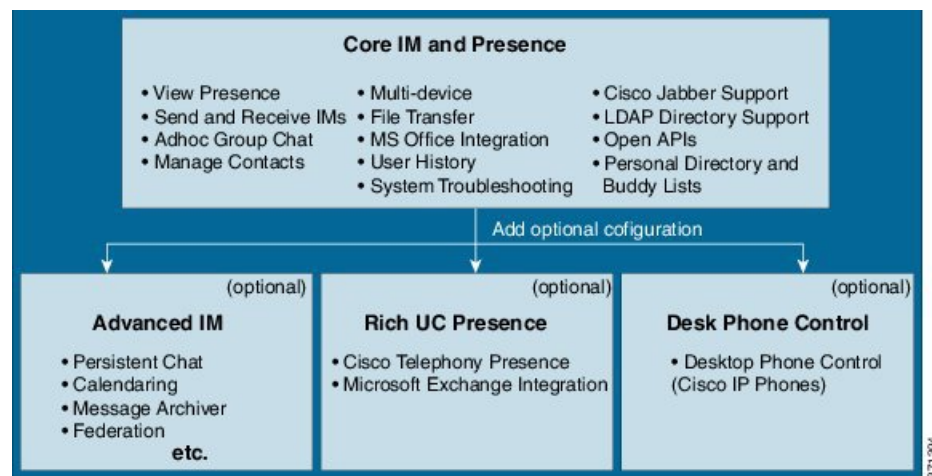 Core IM and Presence
• View Presence
• Send and Receive IMs
• Adhoc Group Chat
• Manage Contacts
• Multi-device
• File Transfer
• MS Office Integration
• User History
• System Troubleshooting
• Cisco Jabber Support
• LDAP Directory Support
• Open APIs
• Personal Directory and
Buddy Lists
Add optional cofiguration
(optional)
Advanced IM
• Persistent Chat
• Calendaring
• Message Archiver
• Federation
etc.
(optional)
Rich UC Presence
• Cisco Telephony Presence
• Microsoft Exchange Integration
(optional)
Desk Phone Control
• Desktop Phone Control
(Cisco IP Phones)